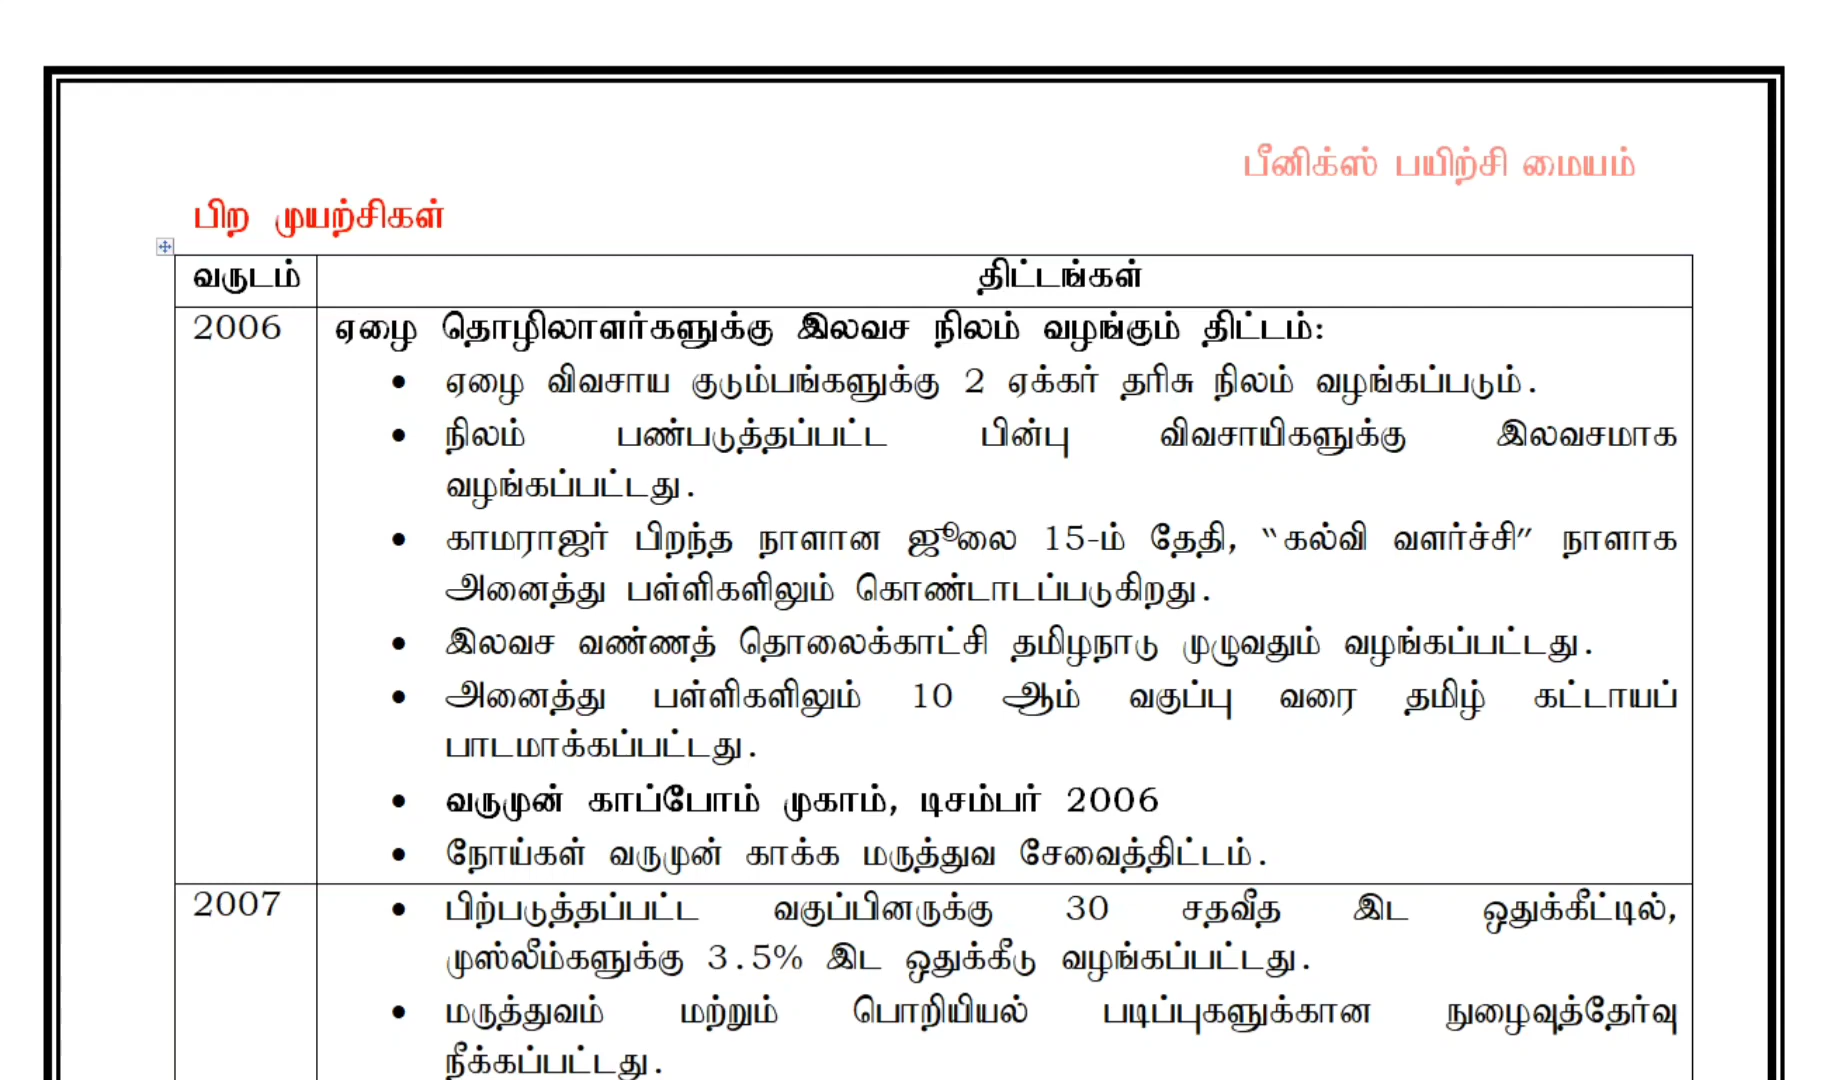 பீனிக்ஸ் பயிற்சி மையம்
பிற முயற்சிகள்
வருடம் திட்டங்கள்
2006 ஏழை தொழிலாளர்களுக்கு இலவச நிலம் வழங்கும் திட்டம்:
• ஏழை விவசாய குடும்பங்களுக்கு 2 ஏக்கர் தரிசு நிலம் வழங்கப்படும்.
• நிலம் பண்படுத்தப்பட்ட பின்பு விவசாயிகளுக்கு இலவசமாக
வழங்கப்பட்டது.
• காமராஜர் பிறந்த நாளான ஜூலை 15-ம் தேதி, “கல்வி வளர்ச்சி” நாளாக
அனைத்து பள்ளிகளிலும் கொண்டாடப்படுகிறது.
• இலவச வண்ணத் தொலைக்காட்சி தமிழநாடு முழுவதும் வழங்கப்பட்டது.
• அனைத்து பள்ளிகளிலும் 10 ஆம் வகுப்பு வரை தமிழ் கட்டாயப்
பாடமாக்கப்பட்டது.
• வருமுன் காப்போம் முகாம், டிசம்பர் 2006
• நோய்கள் வருமுன் காக்க மருத்துவ சேவைத்திட்டம்.
2007 • பிற்படுத்தப்பட்ட வகுப்பினருக்கு 30 சதவீத இட ஒதுக்கீட்டில்,
முஸ்லீம்களுக்கு 3.5% இட ஒதுக்கீடு வழங்கப்பட்டது.
• மருத்துவம் மற்றும் பொறியியல் படிப்புகளுக்கான நுழைவுத்தேர்வு
நீக்கப்பட்டது.